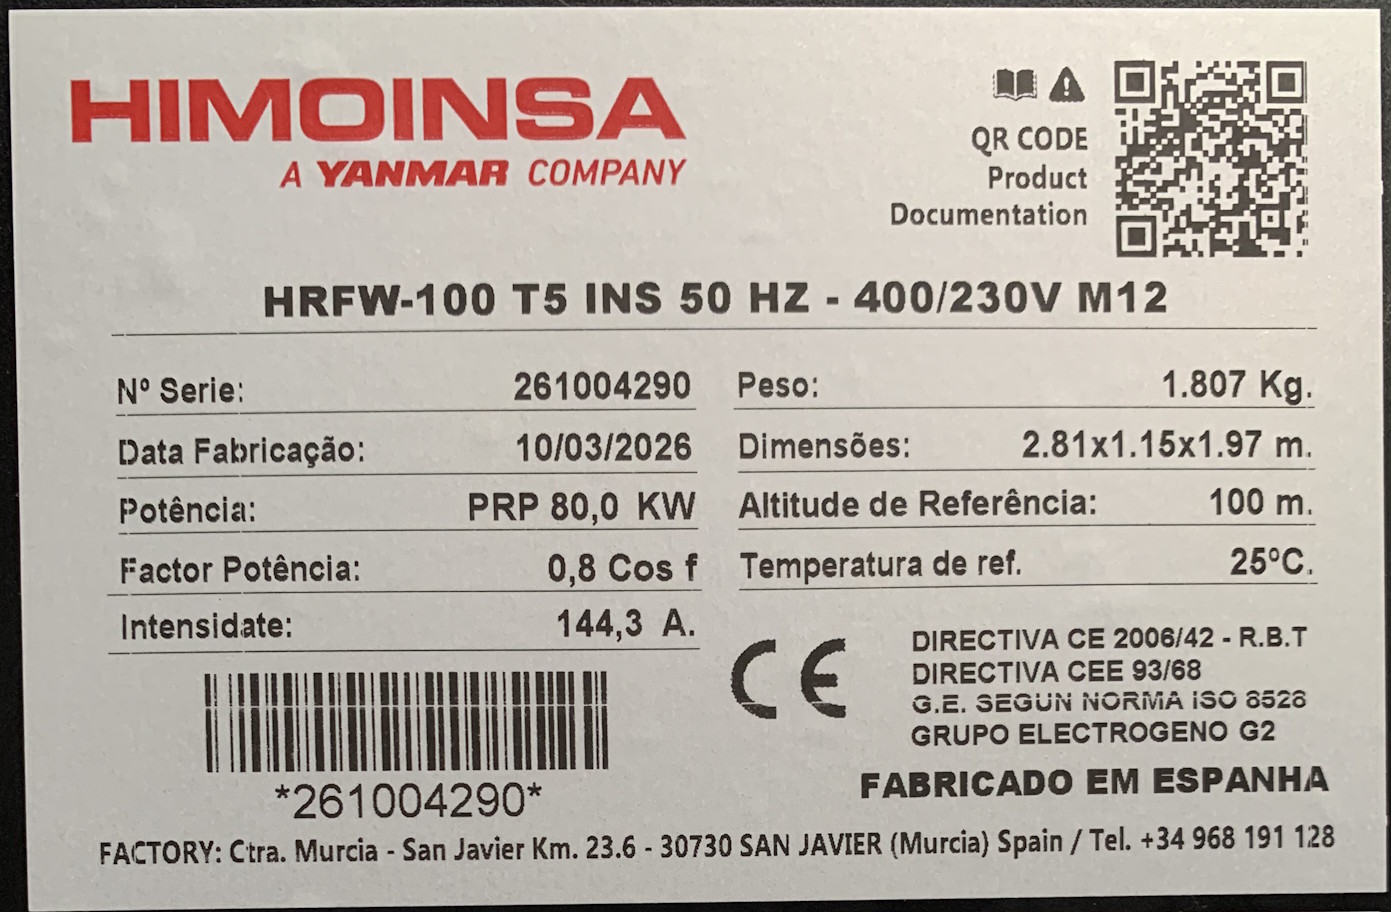 HIMOINSA
A YANMAR COMPANY
QR CODE
Product
Documentation
HRFW-100 T5 INS 50 HZ - 400/230V M12
Nº Serie: 261004290
Peso: 1.807 Kg.
Data Fabricação: 10/03/2026
Dimensões: 2.81x1.15x1.97 m.
Potência: PRP 80,0 KW
Altitude de Referência: 100 m.
Factor Potência: 0,8 Cos f
Temperatura de ref. 25ºC.
Intensidate: 144,3 A.
CE
DIRECTIVA CE 2006/42 - R.B.T
DIRECTIVA CEE 93/68
G.E. SEGUN NORMA ISO 8528
GRUPO ELECTROGENO G2
*261004290*
FABRICADO EM ESPANHA
FACTORY: Ctra. Murcia - San Javier Km. 23.6 - 30730 SAN JAVIER (Murcia) Spain / Tel. +34 968 191 128